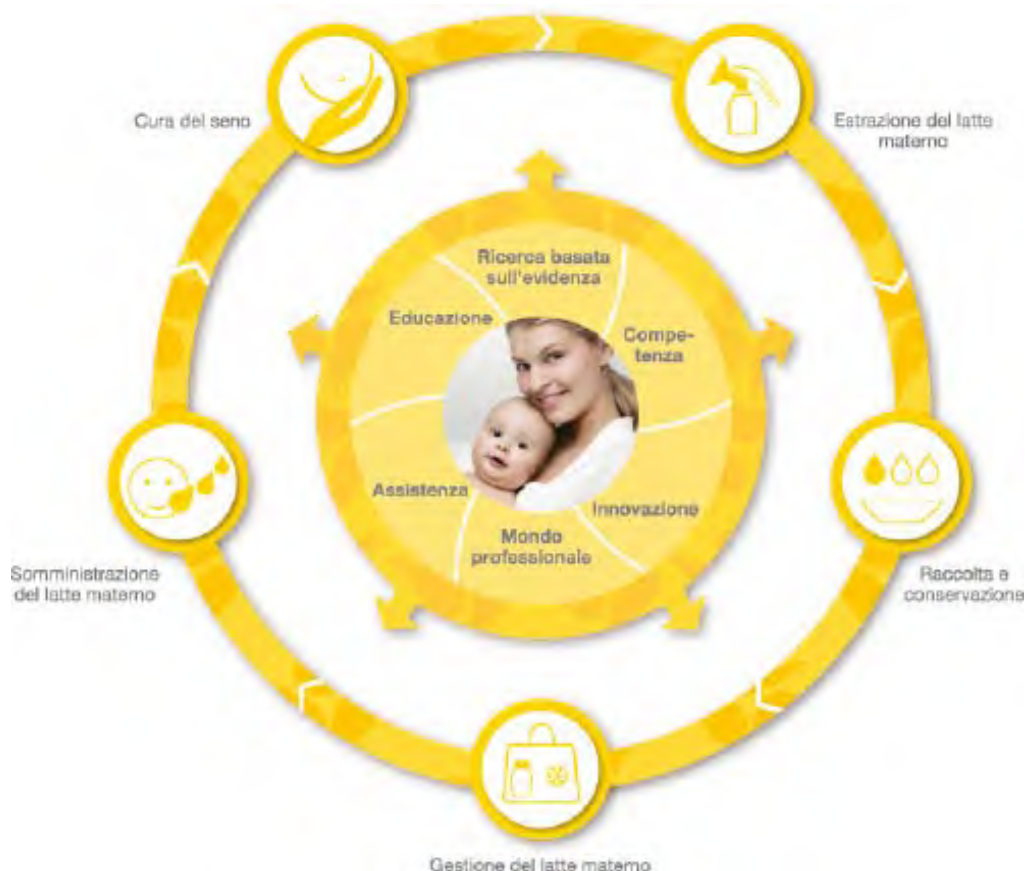 Cura del seno
Estrazione del latte
materno
Ricerca basata
sull'evidenza
Educazione
Compe-
tenza
Assistenza
Innovazione
Mondo
professionale
Somministrazione
del latte materno
Raccolta e
conservazione
Gestione del latte materno